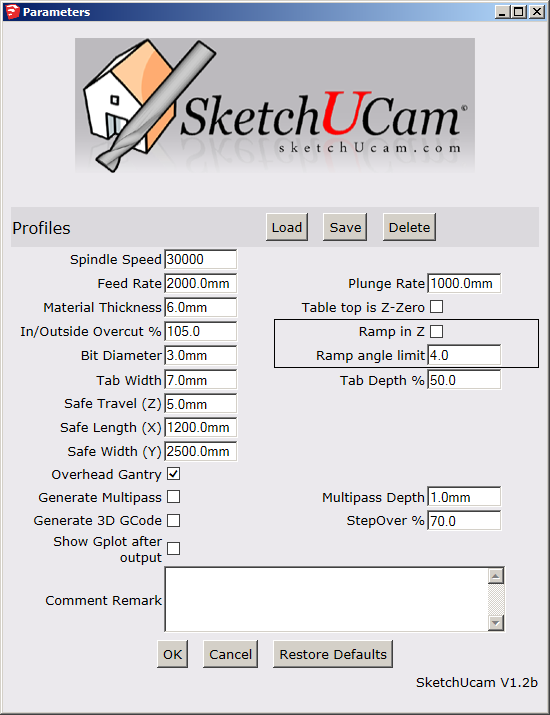 Parameters
SketchUCam©
sketchUcam.com
Profiles Load Save Delete
Spindle Speed 30000
Feed Rate 2000.0mm Plunge Rate 1000.0mm
Material Thickness 6.0mm Table top is Z-Zero
In/Outside Overcut % 105.0 Ramp in Z
Bit Diameter 3.0mm Ramp angle limit 4.0
Tab Width 7.0mm Tab Depth % 50.0
Safe Travel (Z) 5.0mm
Safe Length (X) 1200.0mm
Safe Width (Y) 2500.0mm
Overhead Gantry
Generate Multipass Multipass Depth 1.0mm
Generate 3D GCode StepOver % 70.0
Show Gplot after
output
Comment Remark
OK Cancel Restore Defaults
SketchUcam V1.2b